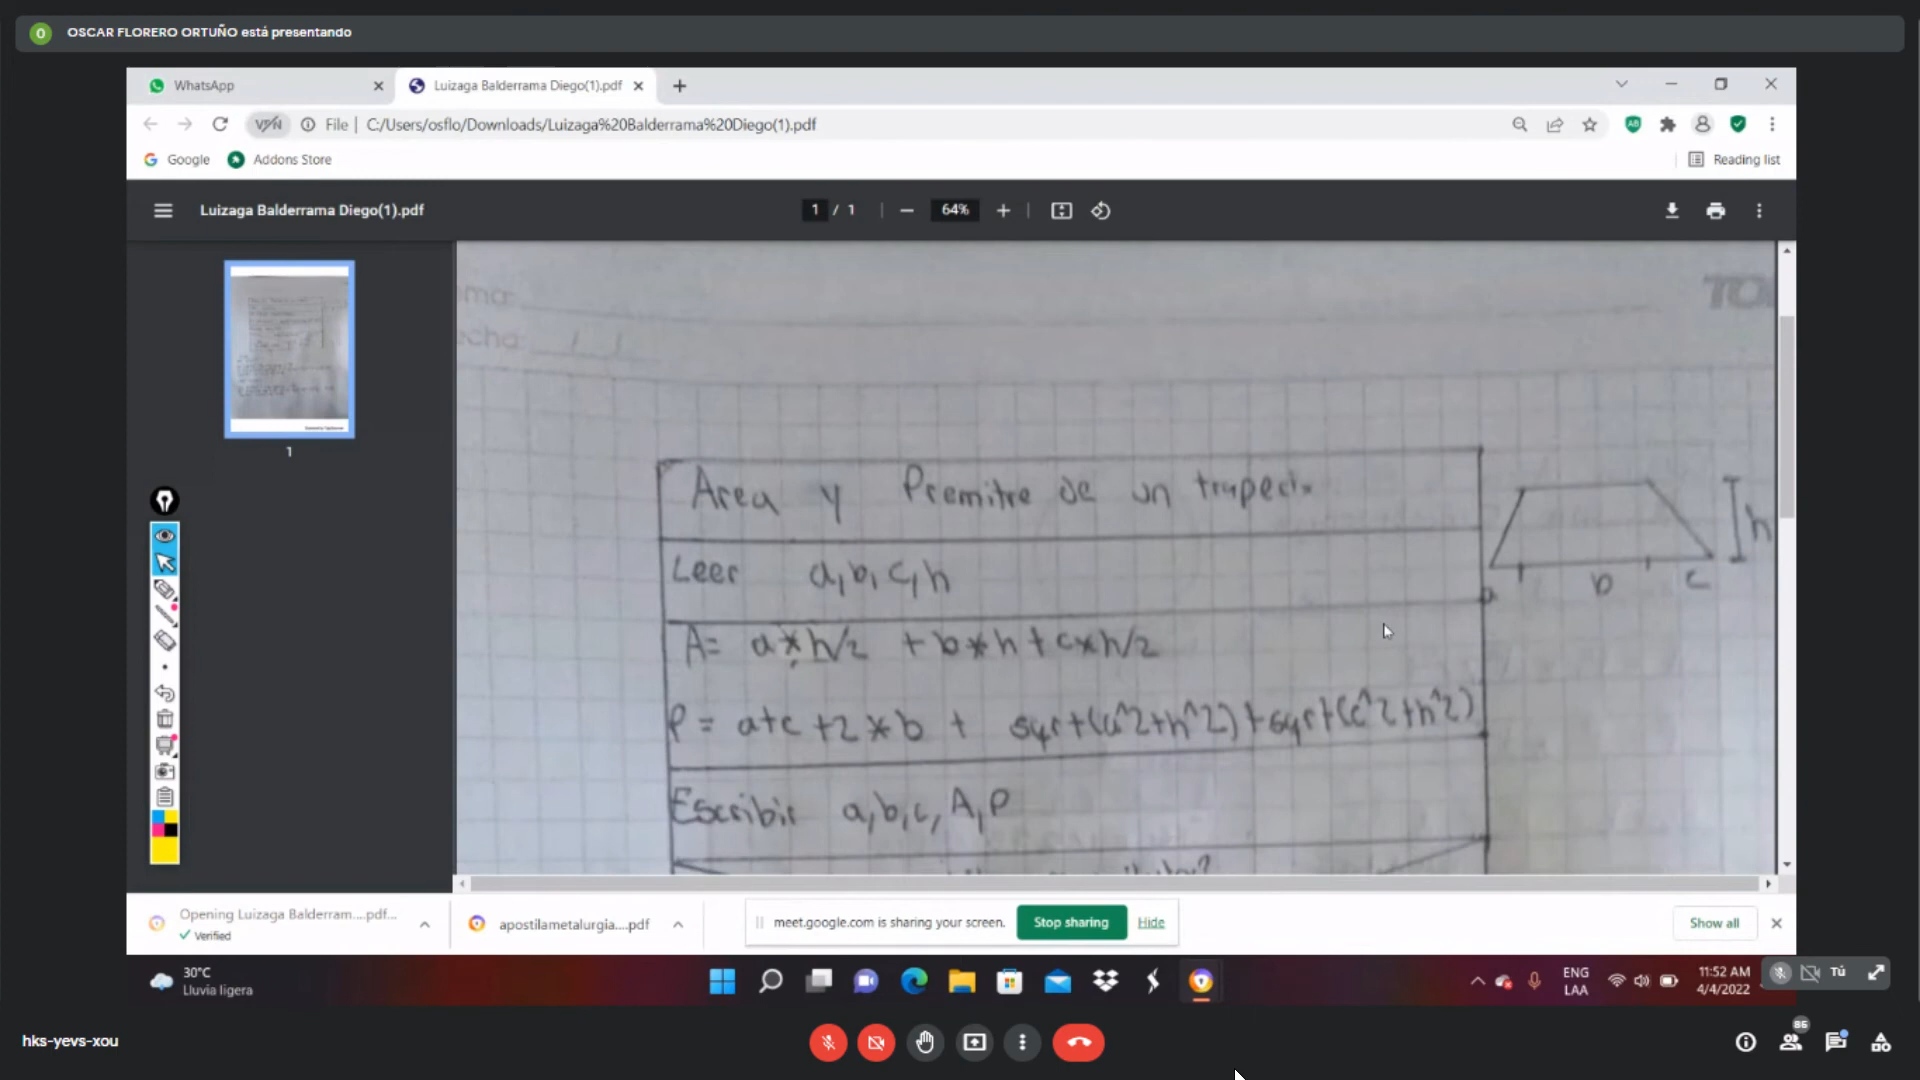 O
OSCAR FLORERO ORTUÑO está presentando
WhatsApp
Luizaga Balderrama Diego(1).pdf
VPN
File | C:/Users/osflo/Downloads/Luizaga%20Balderrama%20Diego(1).pdf
Google
Addons Store
Reading list
Luizaga Balderrama Diego(1).pdf
1 / 1
64%
1
Area y Premitre de un
Leer a, b, c, h
A = a*h/2 + b*h + c*h/2
P = a+c +2*b + sqrt(a^2+h^2)+sqrt(c^2+h^2)
Escribir a, b, c, A, P
h
a b c
Opening Luizaga Balderram....pdf...
Verified
apostilametalurgia....pdf
meet.google.com is sharing your screen.
Stop sharing
Hide
Show all
30°C
Lluvia ligera
ENG
LAA
11:52 AM
4/4/2022
Tú
hks-yevs-xou
86